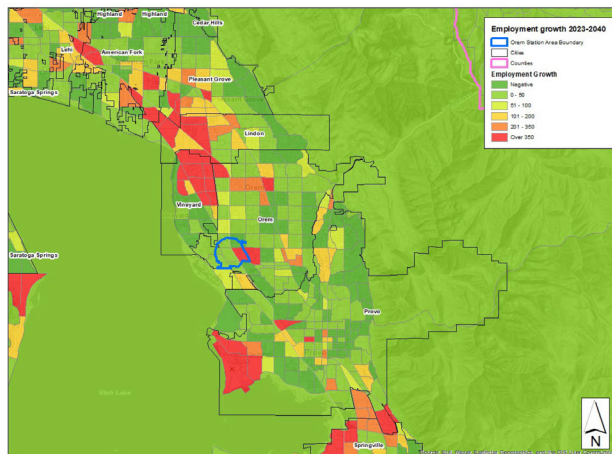 Highland
Highland
Cedar Hills
Lehi
American Fork
Saratoga Springs
Pleasant Grove
Lindon
Orem
Vineyard
Orem
Saratoga Springs
Provo
Utah Lake
Springville
Employment growth 2023-2040
Orem Station Area Boundary
Cities
Counties
Employment Growth
Negative
0 - 50
51 - 100
101 - 200
201 - 350
Over 350
N